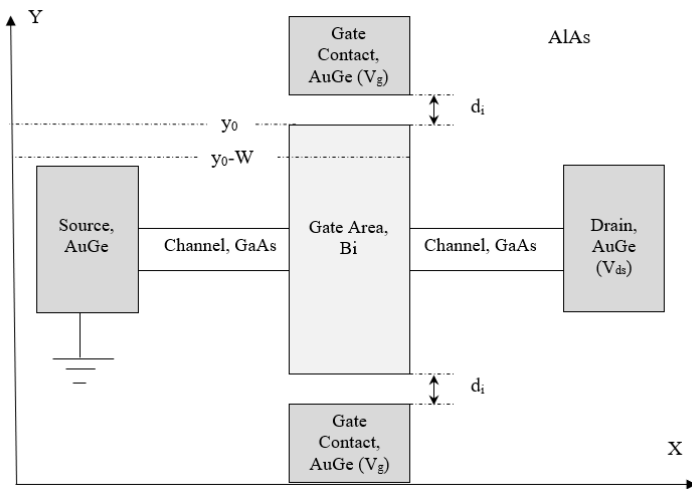 Y
Gate
Contact,
AuGe (Vg)
AlAs
di
y0
y0-W
Source,
AuGe
Channel, GaAs
Gate Area,
Bi
Channel, GaAs
Drain,
AuGe
(Vds)
di
Gate
Contact,
AuGe (Vg)
X